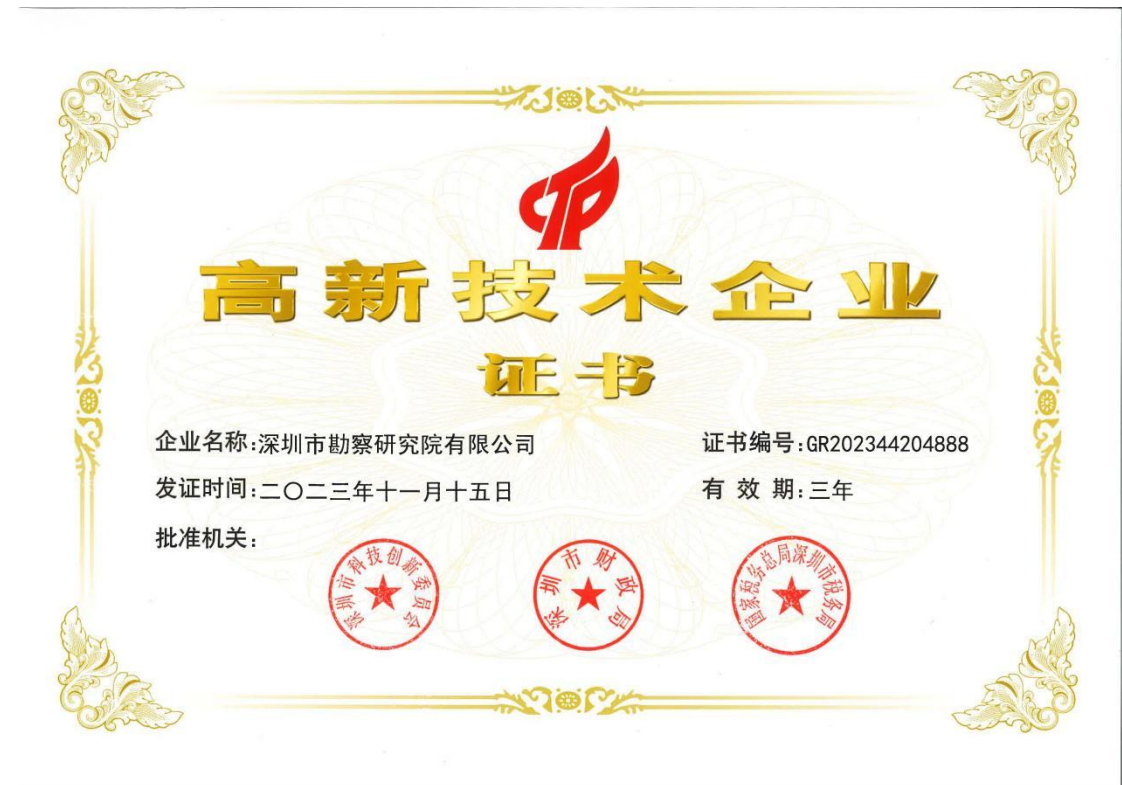 高新技术企业
证书
企业名称:深圳市勘察研究院有限公司
证书编号:GR202344204888
发证时间:二〇二三年十一月十五日
有 效 期:三年
批准机关:
深圳市科技创新委员会
深圳市财政局
国家税务总局深圳市税务局